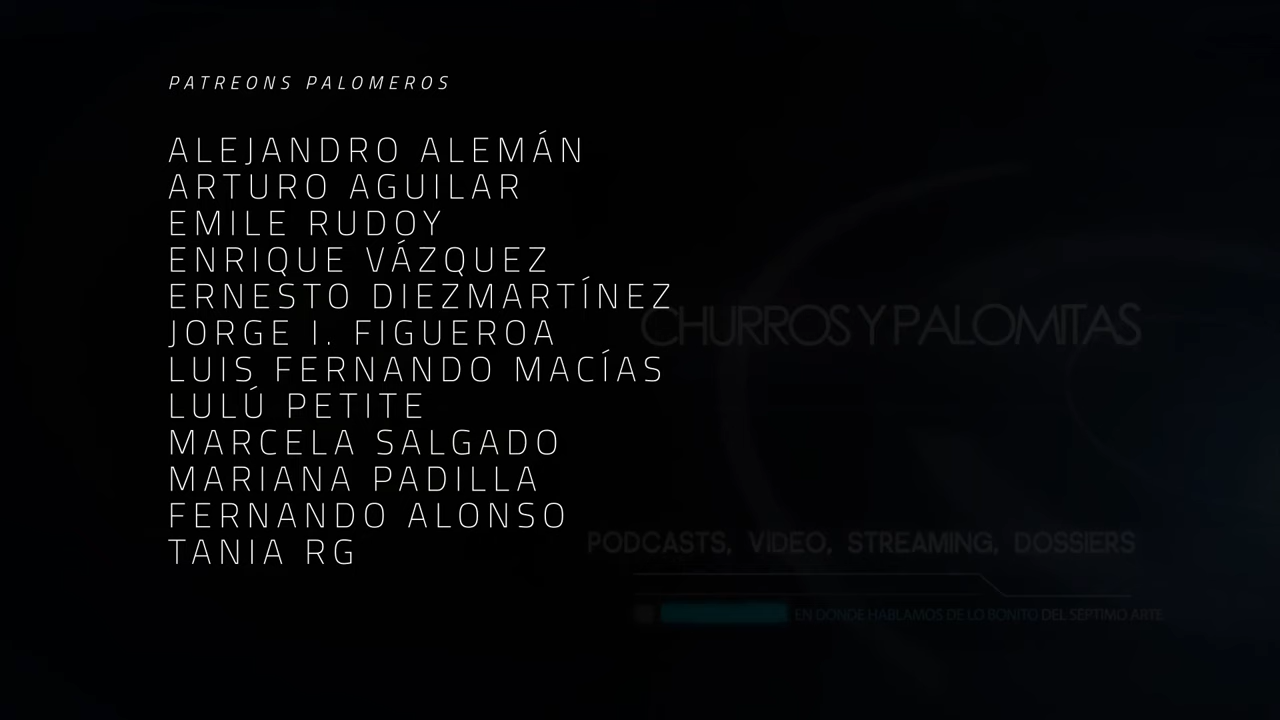 PATREONS PALOMEROS
ALEJANDRO ALEMÁN
ARTURO AGUILAR
EMILE RUDOY
ENRIQUE VÁZQUEZ
ERNESTO DIEZMARTÍNEZ
JORGE I. FIGUEROA
LUIS FERNANDO MACÍAS
LULÚ PETITE
MARCELA SALGADO
MARIANA PADILLA
FERNANDO ALONSO
TANIA RG
CHURROS Y PALOMITAS
PODCASTS, VIDEO, STREAMING, DOSSIERS
EN DONDE HABLAMOS DE LO BONITO DEL SÉPTIMO ARTE